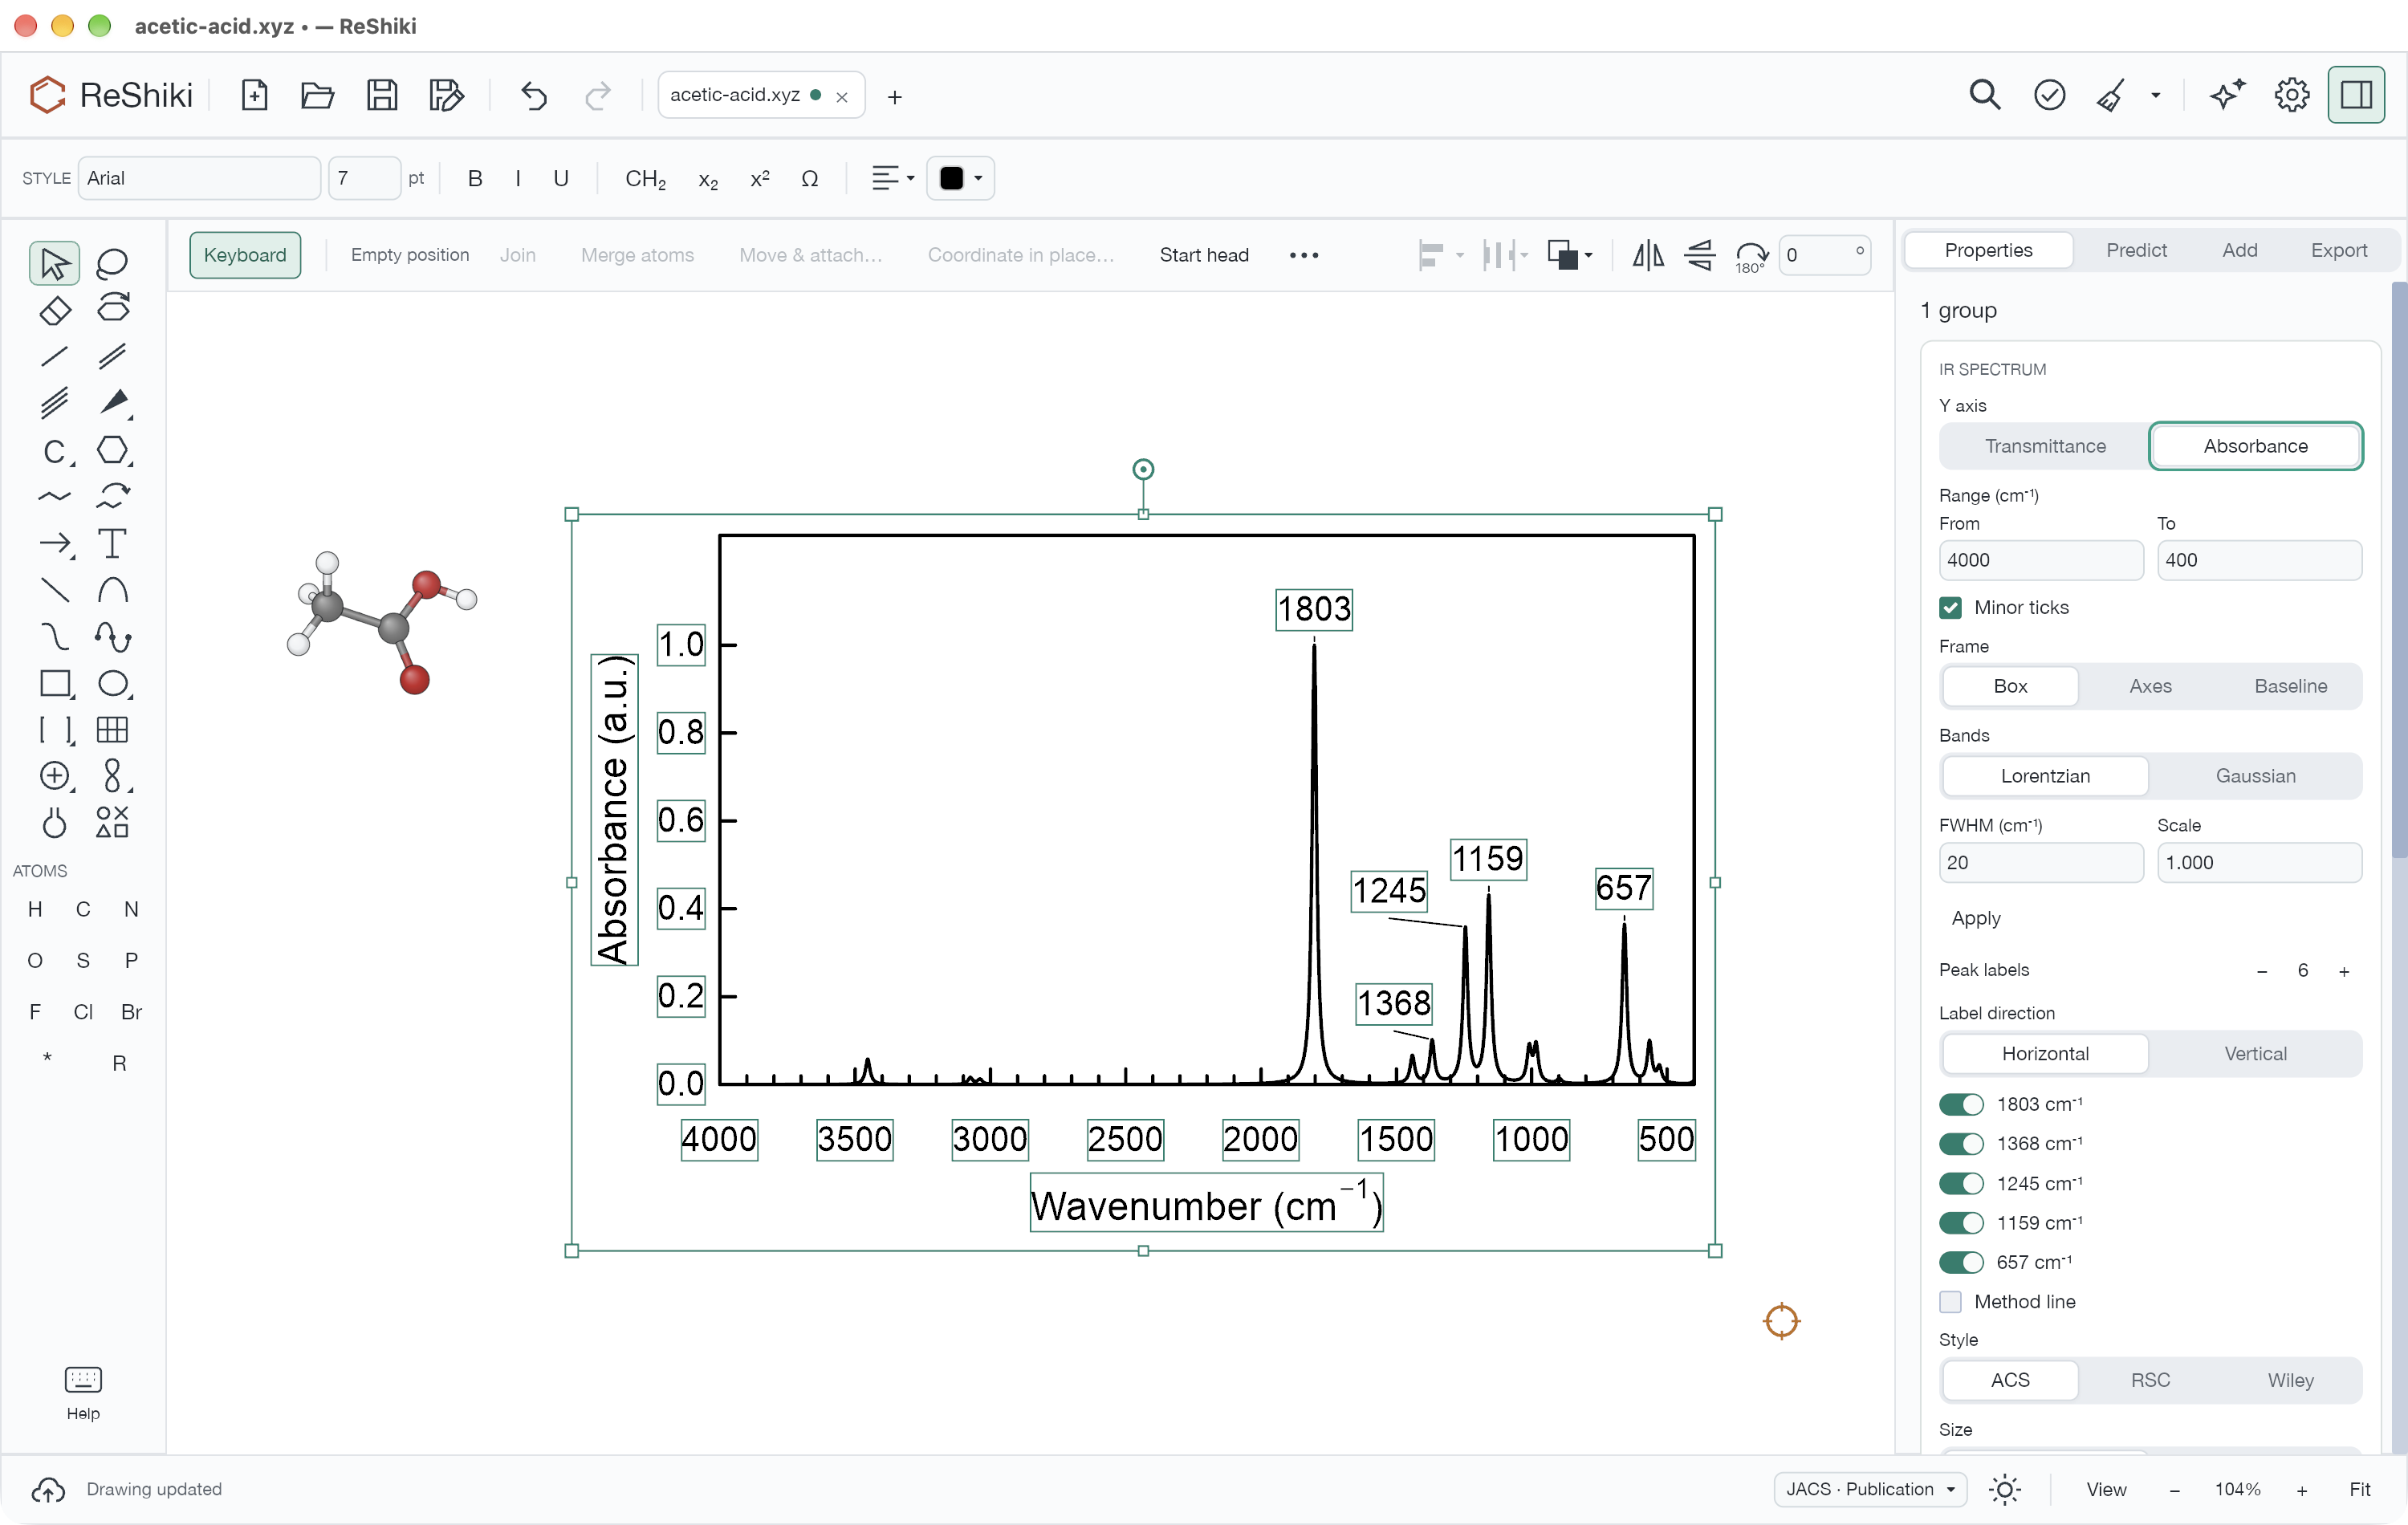 acetic-acid.xyz • — ReShiki
ReShiki
acetic-acid.xyz
STYLE Arial 7 pt B I U CH₂ x₂ x² Ω
Keyboard Empty position Join Merge atoms Move & attach... Coordinate in place... Start head ••• 180° 0 °
Properties Predict Add Export
1 group
IR SPECTRUM
Y axis
Transmittance Absorbance
Range (cm⁻¹)
From To
4000 400
Minor ticks
Frame
Box Axes Baseline
Bands
Lorentzian Gaussian
FWHM (cm⁻¹) Scale
20 1.000
Apply
Peak labels – 6 +
Label direction
Horizontal Vertical
1803 cm⁻¹
1368 cm⁻¹
1245 cm⁻¹
1159 cm⁻¹
657 cm⁻¹
Method line
Style
ACS RSC Wiley
Size
C
T
ATOMS
H C N
O S P
F Cl Br
* R
Help
Absorbance (a.u.)
1.0
0.8
0.6
0.4
0.2
0.0
1803
1245
1159
657
1368
4000 3500 3000 2500 2000 1500 1000 500
Wavenumber (cm⁻¹)
Drawing updated
JACS · Publication View – 104% + Fit